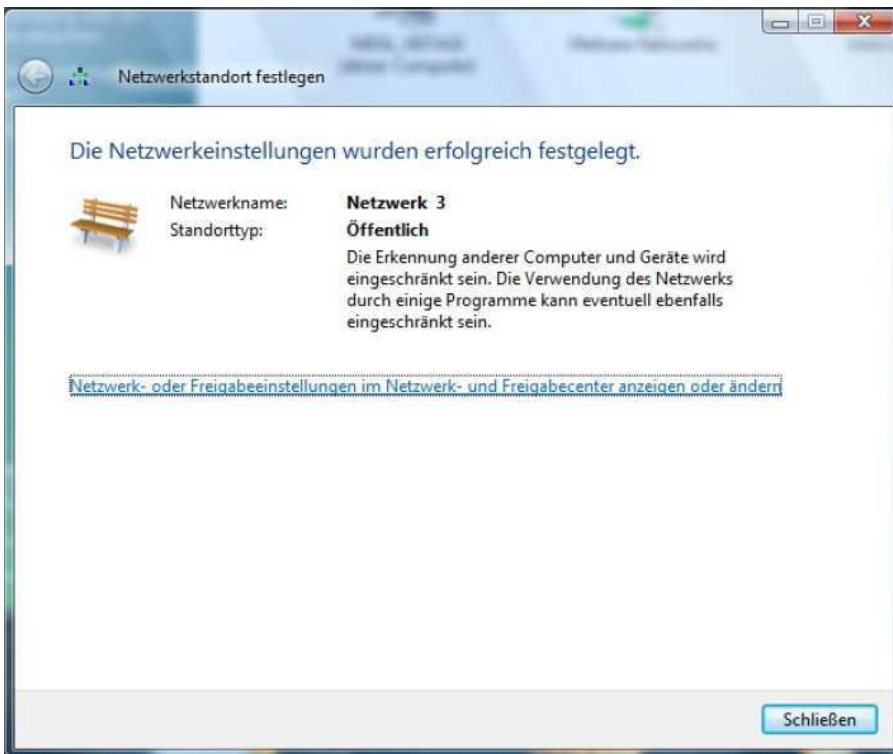 Netzwerkstandort festlegen
Die Netzwerkeinstellungen wurden erfolgreich festgelegt.
Netzwerkname: Netzwerk 3
Standorttyp: Öffentlich
Die Erkennung anderer Computer und Geräte wird
eingeschränkt sein. Die Verwendung des Netzwerks
durch einige Programme kann eventuell ebenfalls
eingeschränkt sein.
Netzwerk- oder Freigabeeinstellungen im Netzwerk- und Freigabecenter anzeigen oder ändern
Schließen